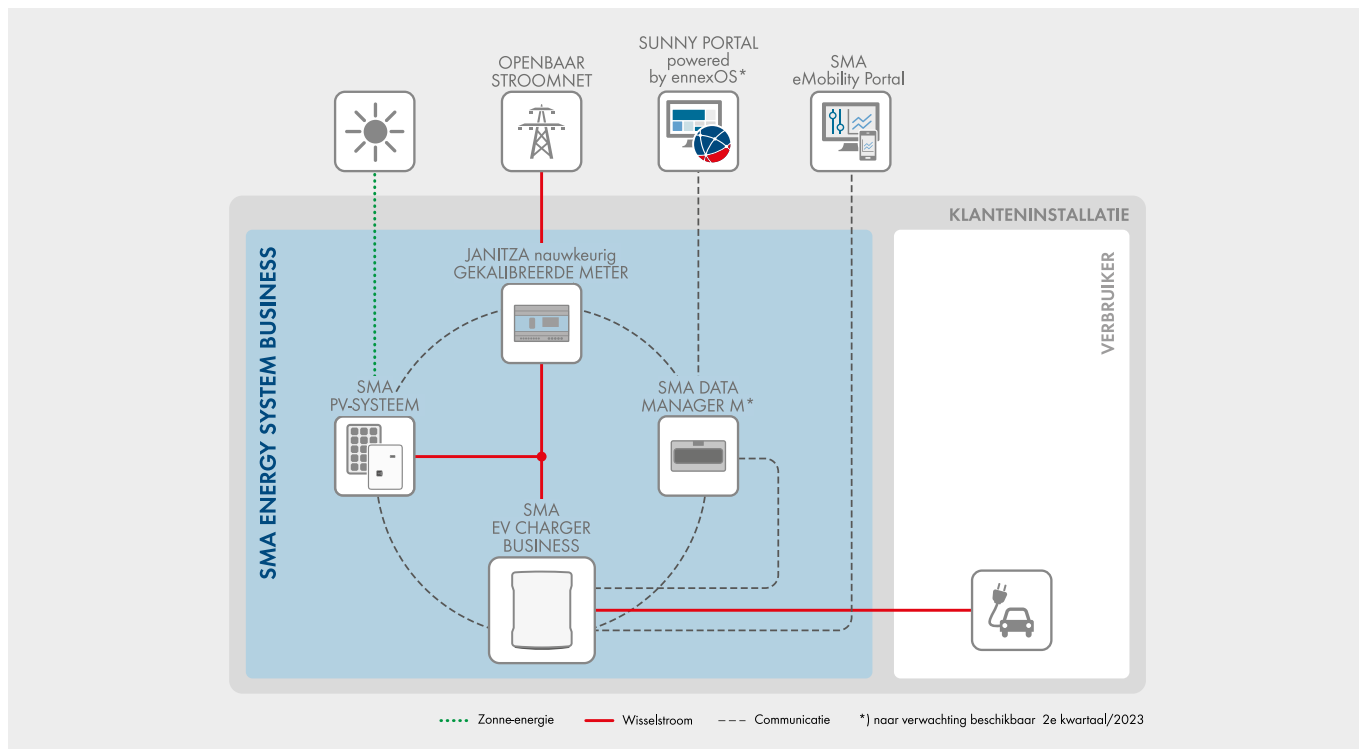 OPENBAAR
STROOMNET
SUNNY PORTAL
powered
by ennexOS*
SMA
eMobility Portal
KLANTENINSTALLATIE
SMA ENERGY SYSTEM BUSINESS
JANITZA nauwkeurig
GEKALIBREERDE METER
VERBRUIKER
SMA
PV-SYSTEEM
SMA DATA
MANAGER M*
SMA
EV CHARGER
BUSINESS
Zonne-energie
Wisselstroom
Communicatie
*) naar verwachting beschikbaar 2e kwartaal/2023